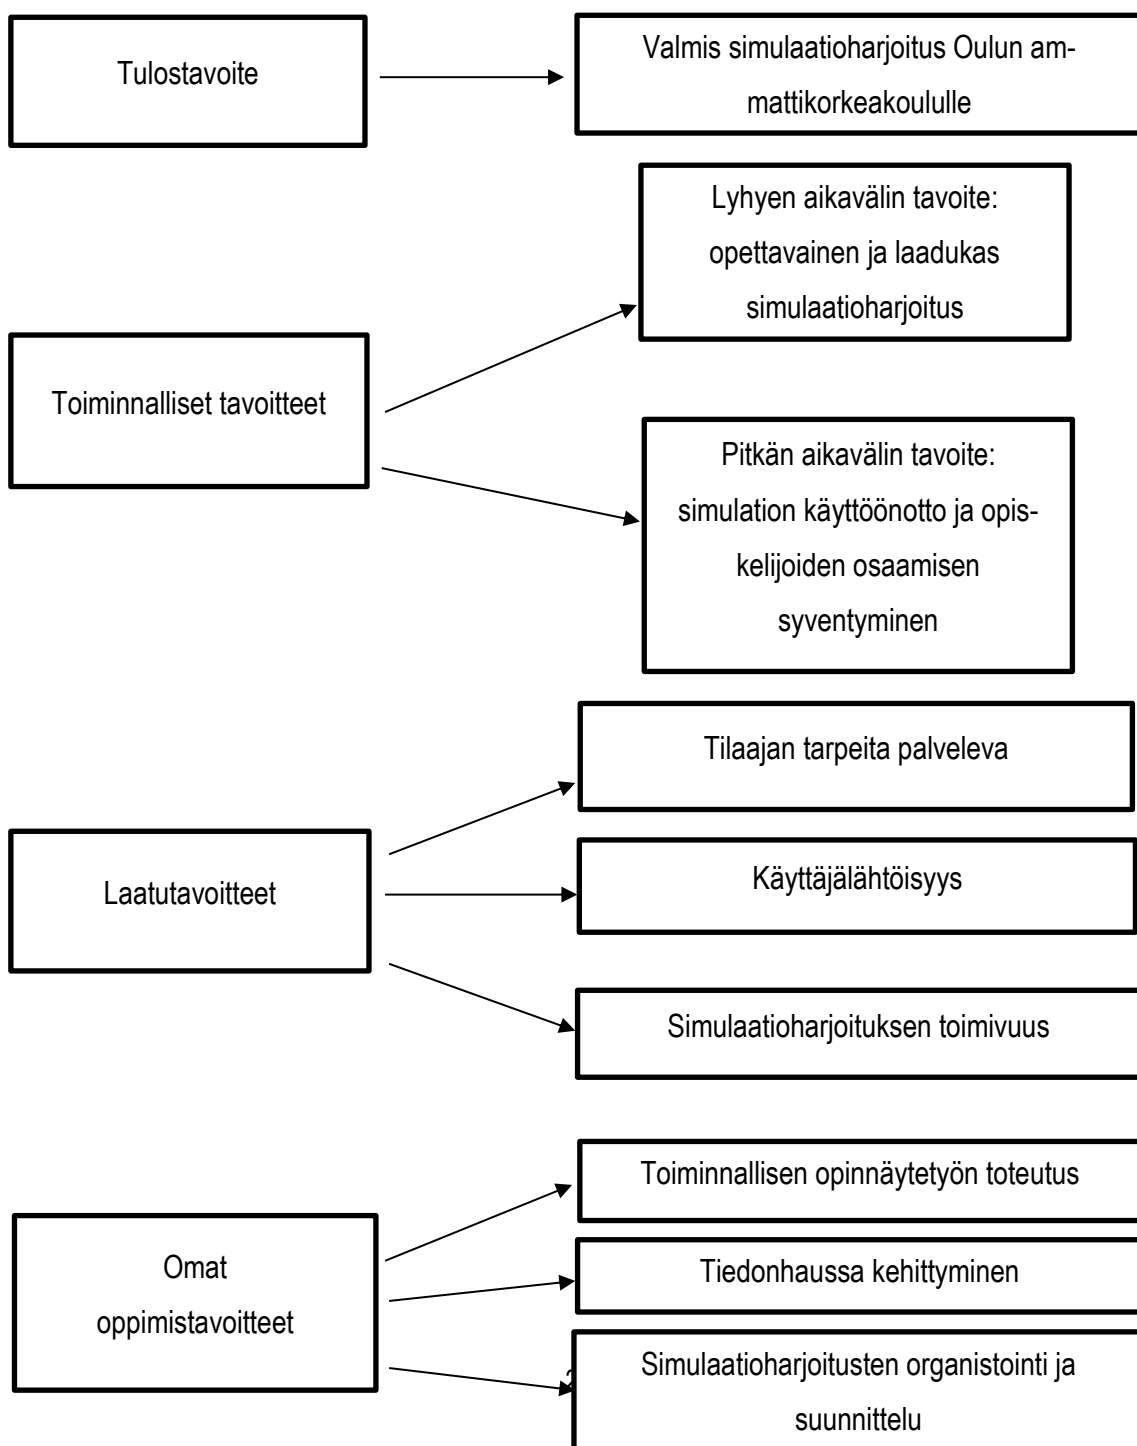 Tulostavoite
Valmis simulaatioharjoitus Oulun am-
mattikorkeakoululle
Toiminnalliset tavoitteet
Lyhyen aikavälin tavoite:
opettavainen ja laadukas
simulaatioharjoitus
Pitkän aikavälin tavoite:
simulation käyttöönotto ja opis-
kelijoiden osaamisen
syventyminen
Laatutavoitteet
Tilaajan tarpeita palveleva
Käyttäjälähtöisyys
Simulaatioharjoituksen toimivuus
Omat
oppimistavoitteet
Toiminnallisen opinnäytetyön toteutus
Tiedonhaussa kehittyminen
Simulaatioharjoitusten organistointi ja
suunnittelu